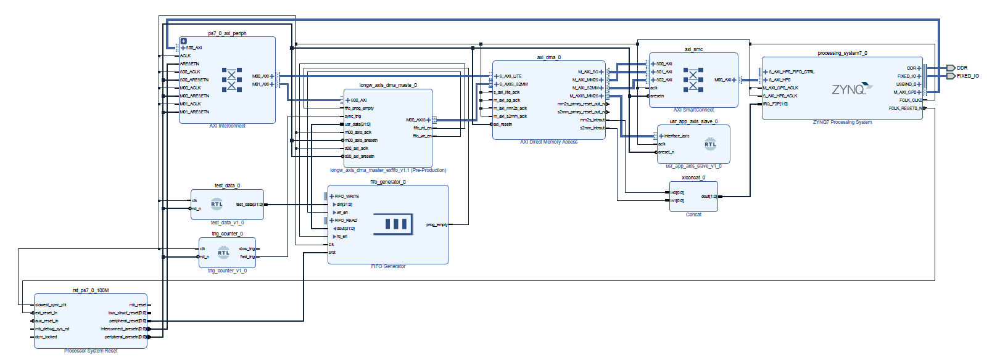 ps7_0_axi_periph
S00_AXI
ACLK
ARESETN
S00_ACLK
S00_ARESETN
M00_ACLK
M00_ARESETN
M01_ACLK
M01_ARESETN
M00_AXI
M01_AXI
AXI Interconnect
longw_axis_dma_maste_0
S00_AXI
fifo_prog_empty
sync_trig
usr_data[31:0]
m00_axis_aclk
m00_axis_aresetn
s00_axi_aclk
s00_axi_aresetn
M00_AXIS
fifo_rd_en
fifo_wr_en
longw_axis_dma_master_exfifo_v1.1 (Pre-Production)
axi_dma_0
S_AXI_LITE
S_AXIS_S2MM
s_axi_lite_aclk
m_axi_sg_aclk
m_axi_mm2s_aclk
m_axi_s2mm_aclk
axi_resetn
M_AXI_SG
M_AXI_MM2S
M_AXI_S2MM
M_AXIS_MM2S
mm2s_prmry_reset_out_n
s2mm_prmry_reset_out_n
mm2s_introut
s2mm_introut
AXI Direct Memory Access
axi_smc
S00_AXI
S01_AXI
S02_AXI
aclk
aresetn
M00_AXI
AXI SmartConnect
processing_system7_0
S_AXI_HP0_FIFO_CTRL
S_AXI_HP0
M_AXI_GP0_ACLK
S_AXI_HP0_ACLK
IRQ_F2P[1:0]
ZYNQ
DDR
FIXED_IO
USBIND_0
M_AXI_GP0
FCLK_CLK0
FCLK_RESET0_N
ZYNQ7 Processing System
DDR
FIXED_IO
usr_app_axis_slave_0
interface_axis
aclk
areset_n
RTL
usr_app_axis_slave_v1_0
xlconcat_0
In0[0:0]
In1[0:0]
dout[1:0]
Concat
test_data_0
clk
rst_n
RTL
test_data[31:0]
test_data_v1_0
fifo_generator_0
FIFO_WRITE
din[31:0]
wr_en
FIFO_READ
dout[31:0]
rd_en
clk
srst
prog_empty
FIFO Generator
trig_counter_0
clk
rst_n
RTL
slow_trig
fast_trig
trig_counter_v1_0
rst_ps7_0_100M
slowest_sync_clk
ext_reset_in
aux_reset_in
mb_debug_sys_rst
dcm_locked
mb_reset
bus_struct_reset[0:0]
peripheral_reset[0:0]
interconnect_aresetn[0:0]
peripheral_aresetn[0:0]
Processor System Reset